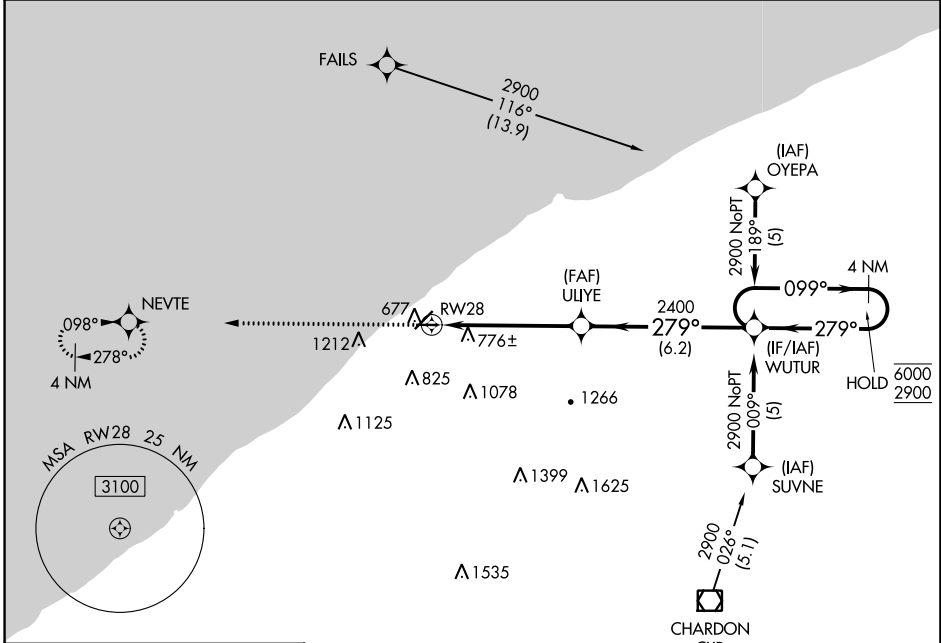 FAILS
2900
116°
(13.9)
(IAF)
OYEPA
2900 NoPT
189°
(5)
4 NM
099°
NEVTE
098°
278°
4 NM
677
RW28
1212
776±
(FAF)
ULIYE
2400
279°
(6.2)
279°
(IF/IAF)
WUTUR
HOLD
6000
2900
825
1078
1266
1125
2900 NoPT
009°
(5)
MSA RW28 25 NM
3100
1399
1625
(IAF)
SUVNE
1535
2900
026°
(5.1)
CHARDON